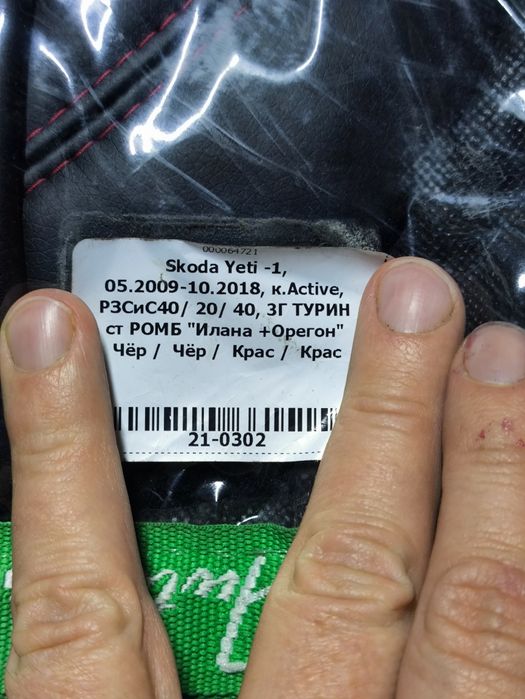 000064721
Skoda Yeti -1,
05.2009-10.2018, к.Active,
РЗСиС40/ 20/ 40, 3Г ТУРИН
ст РОМБ "Илана +Орегон"
Чёр / Чёр / Крас / Крас
21-0302